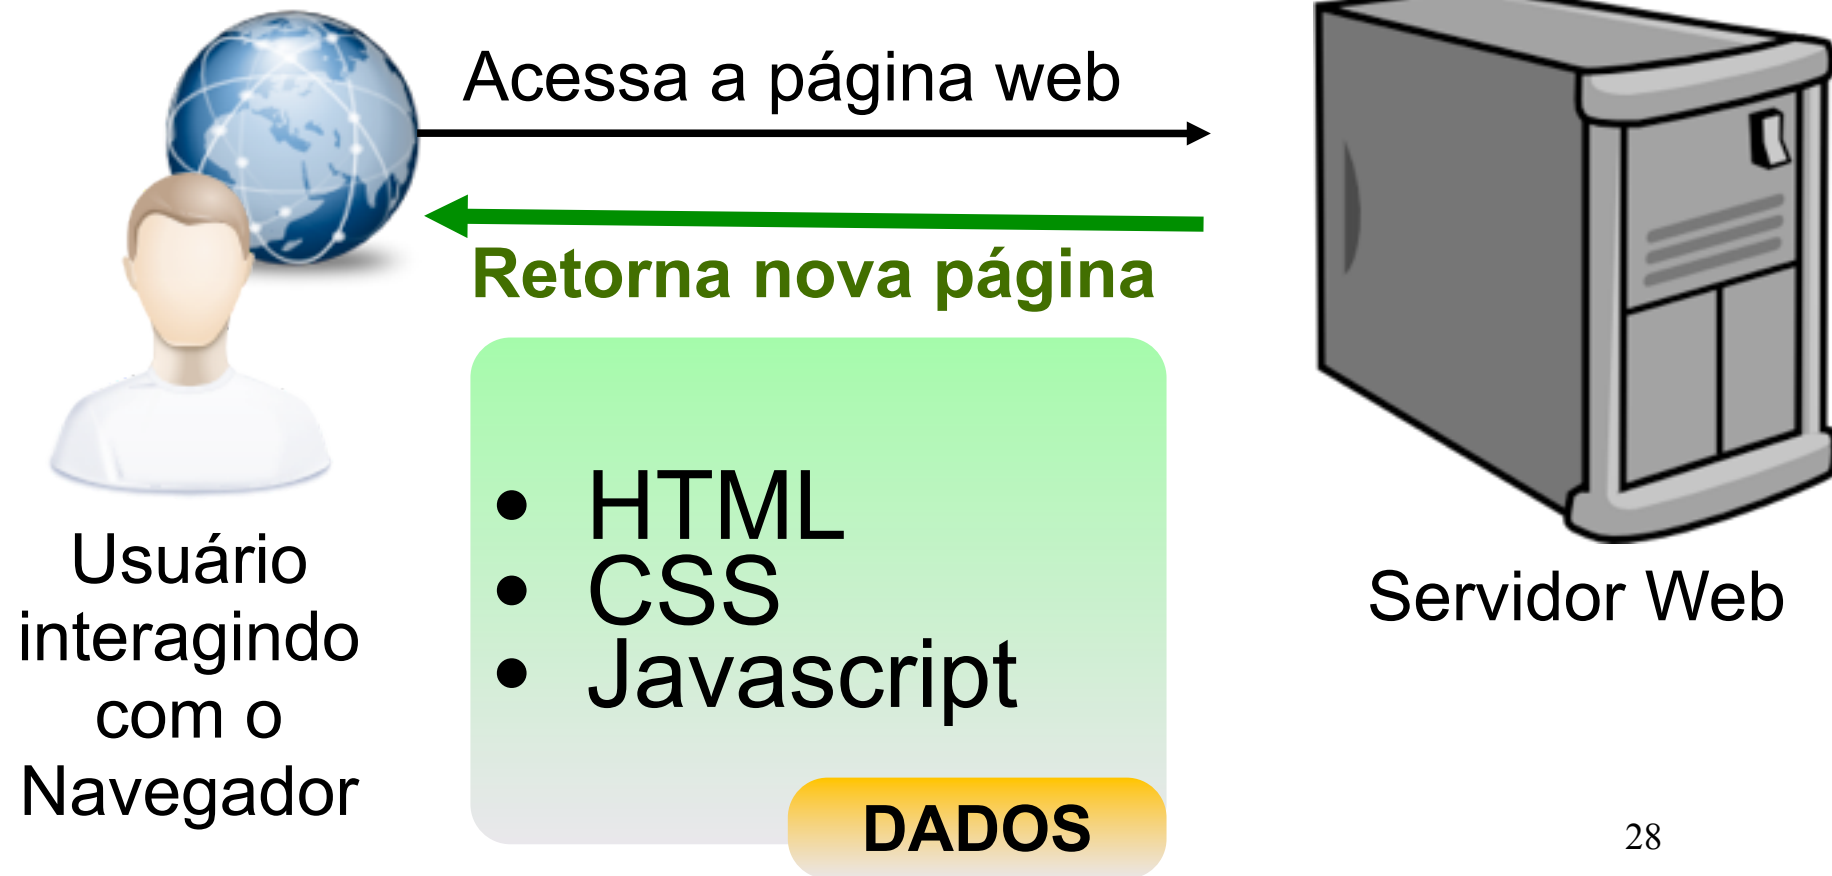 Acessa a página web
Retorna nova página
• HTML
• CSS
• Javascript
DADOS
Usuário
interagindo
com o
Navegador
Servidor Web
28